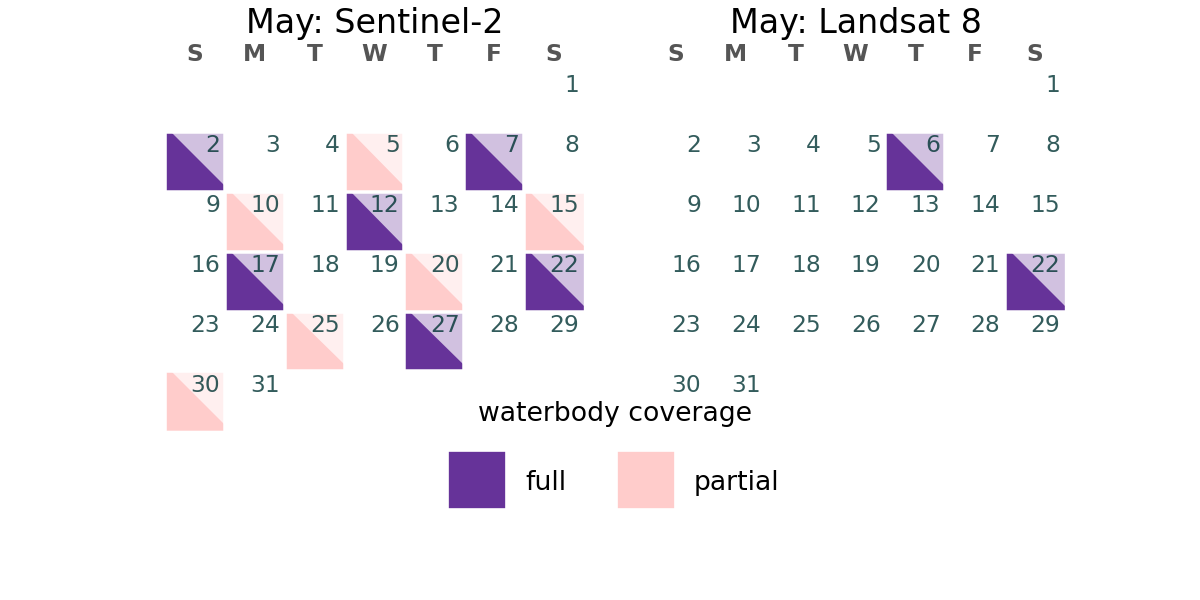 May: Sentinel-2
S M T W T F S
1
2 3 4 5 6 7 8
9 10 11 12 13 14 15
16 17 18 19 20 21 22
23 24 25 26 27 28 29
30 31
May: Landsat 8
S M T W T F S
1
2 3 4 5 6 7 8
9 10 11 12 13 14 15
16 17 18 19 20 21 22
23 24 25 26 27 28 29
30 31
waterbody coverage
full partial